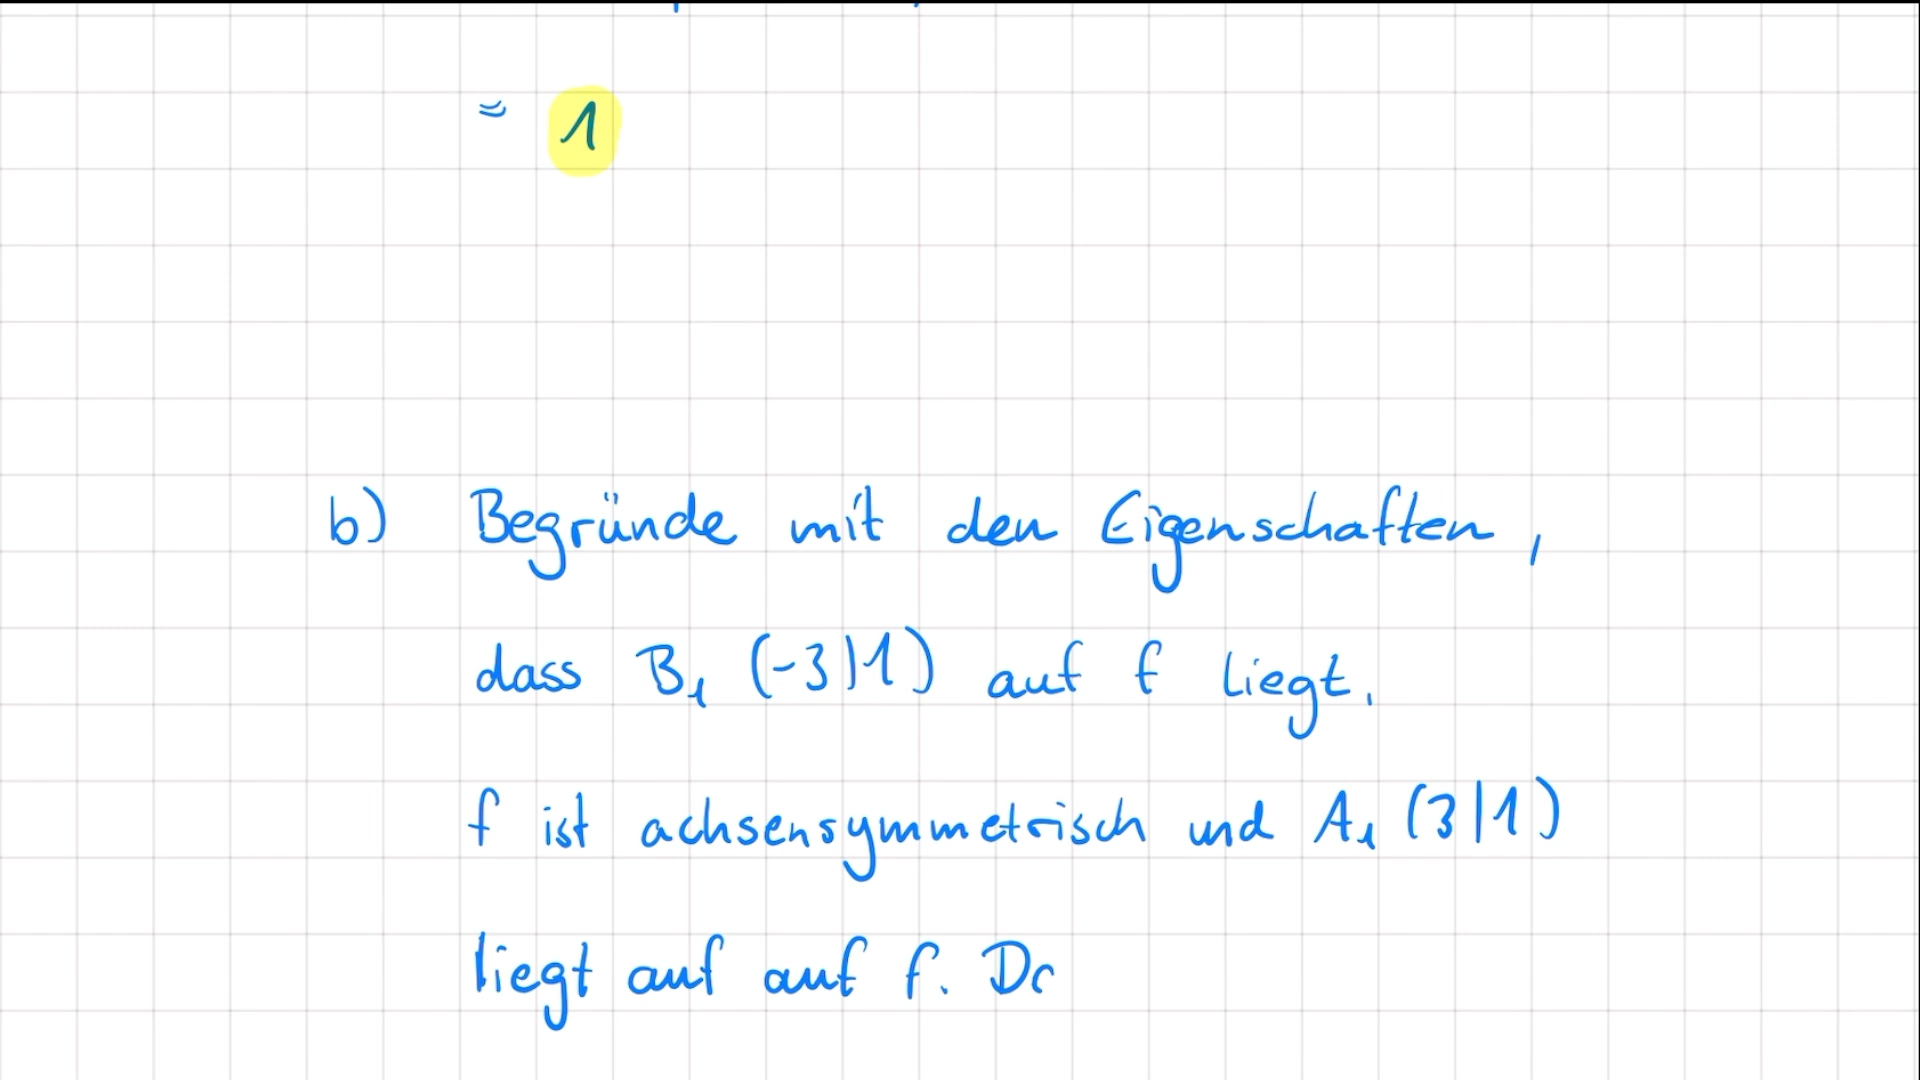 = 1
b) Begründe mit den Eigenschaften,
dass B₁ (-3|1) auf f liegt.
f ist achsensymmetrisch und A₁ (3|1)
liegt auf auf f. Dc